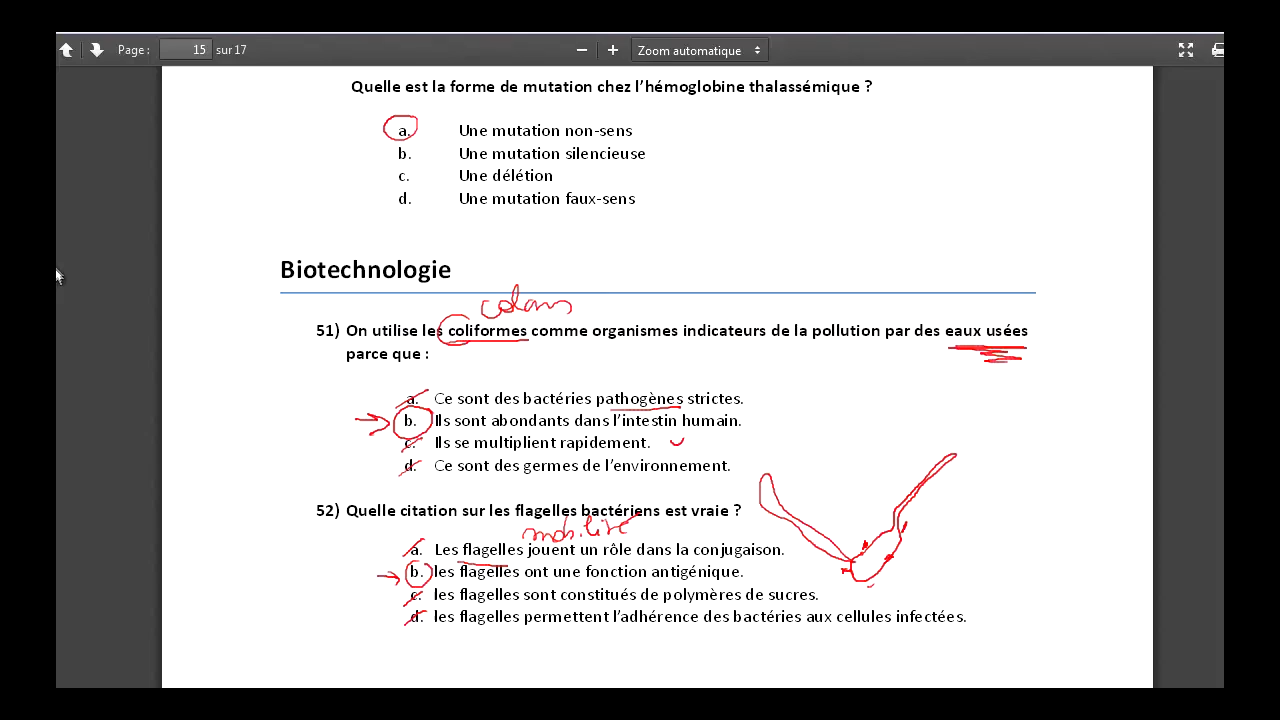 Page : 15 sur 17 Zoom automatique
Quelle est la forme de mutation chez l'hémoglobine thalassémique ?
a. Une mutation non-sens
b. Une mutation silencieuse
c. Une délétion
d. Une mutation faux-sens
Biotechnologie
51) On utilise les coliformes comme organismes indicateurs de la pollution par des eaux usées
parce que :
a. Ce sont des bactéries pathogènes strictes.
b. Ils sont abondants dans l'intestin humain.
c. Ils se multiplient rapidement.
d. Ce sont des germes de l'environnement.
52) Quelle citation sur les flagelles bactériens est vraie ?
mobilité
a. Les flagelles jouent un rôle dans la conjugaison.
b. les flagelles ont une fonction antigénique.
c. les flagelles sont constitués de polymères de sucres.
d. les flagelles permettent l'adhérence des bactéries aux cellules infectées.